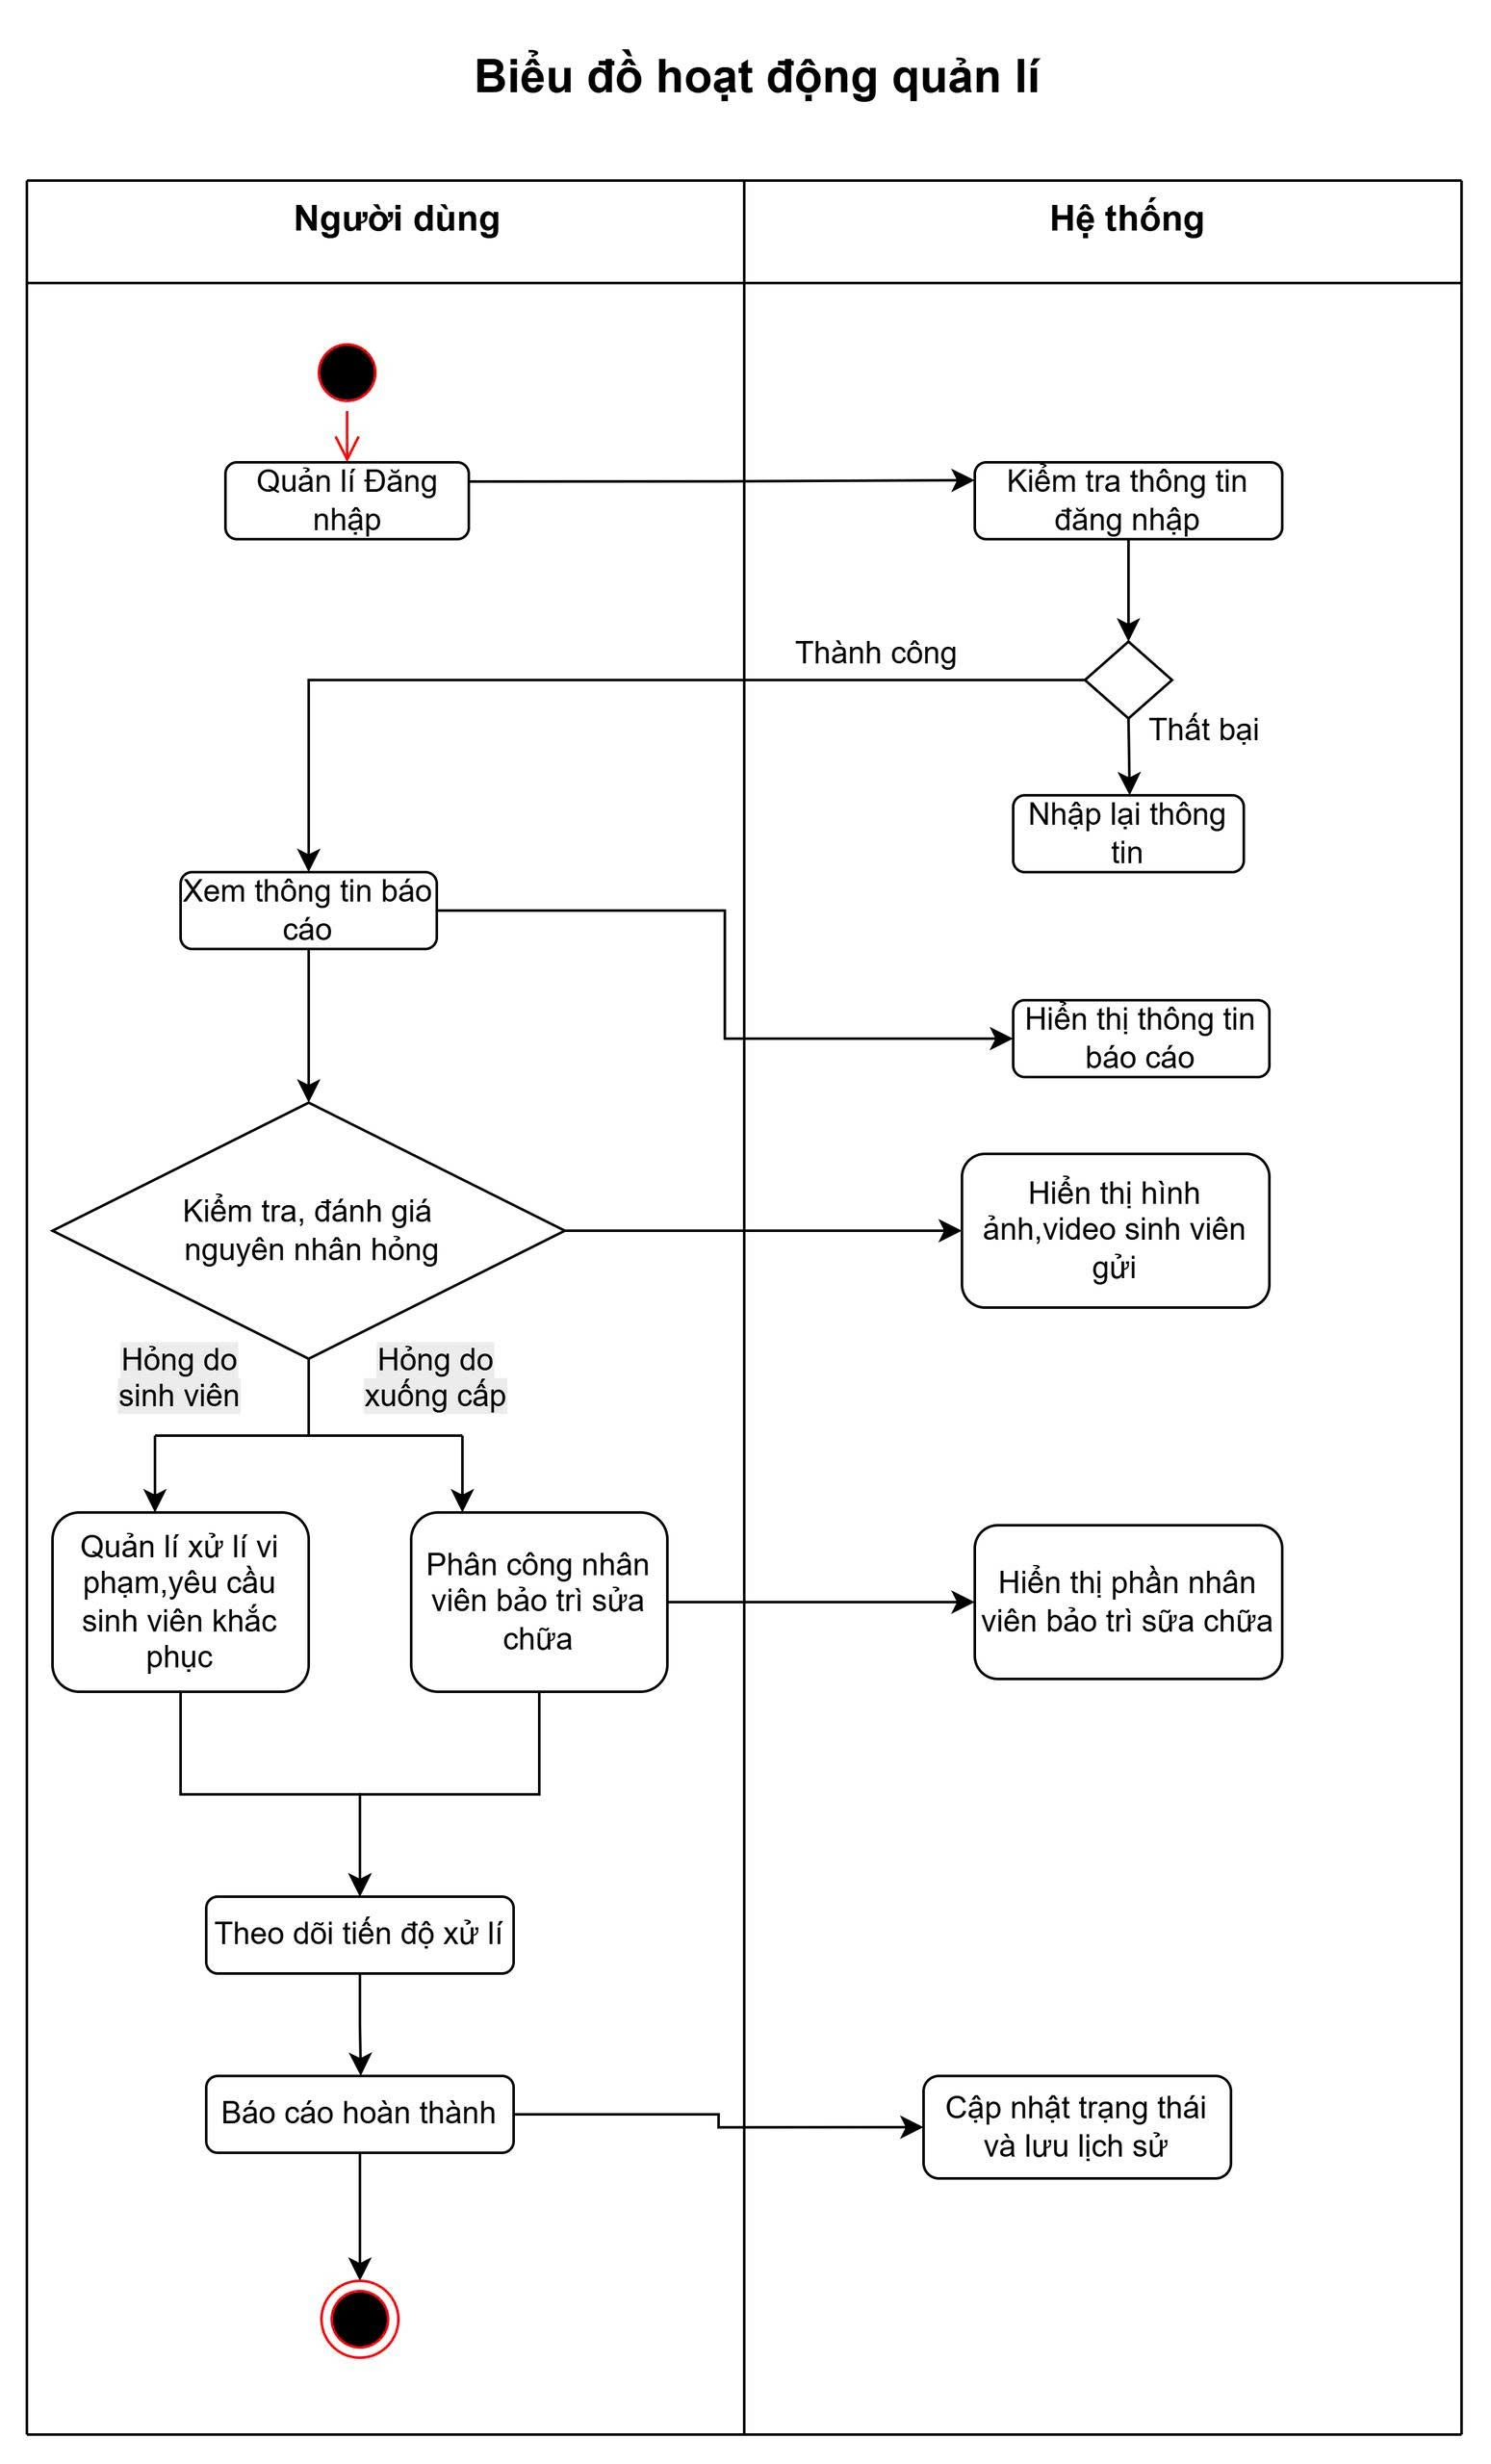 Biểu đồ hoạt động quản lí
Người dùng
Hệ thống
Quản lí Đăng
nhập
Kiểm tra thông tin
đăng nhập
Thành công
Thất bại
Nhập lại thông
tin
Xem thông tin báo
cáo
Hiển thị thông tin
báo cáo
Kiểm tra, đánh giá
nguyên nhân hỏng
Hiển thị hình
ảnh,video sinh viên
gửi
Hỏng do
sinh viên
Hỏng do
xuống cấp
Quản lí xử lí vi
phạm,yêu cầu
sinh viên khắc
phục
Phân công nhân
viên bảo trì sửa
chữa
Hiển thị phần nhân
viên bảo trì sữa chữa
Theo dõi tiến độ xử lí
Báo cáo hoàn thành
Cập nhật trạng thái
và lưu lịch sử